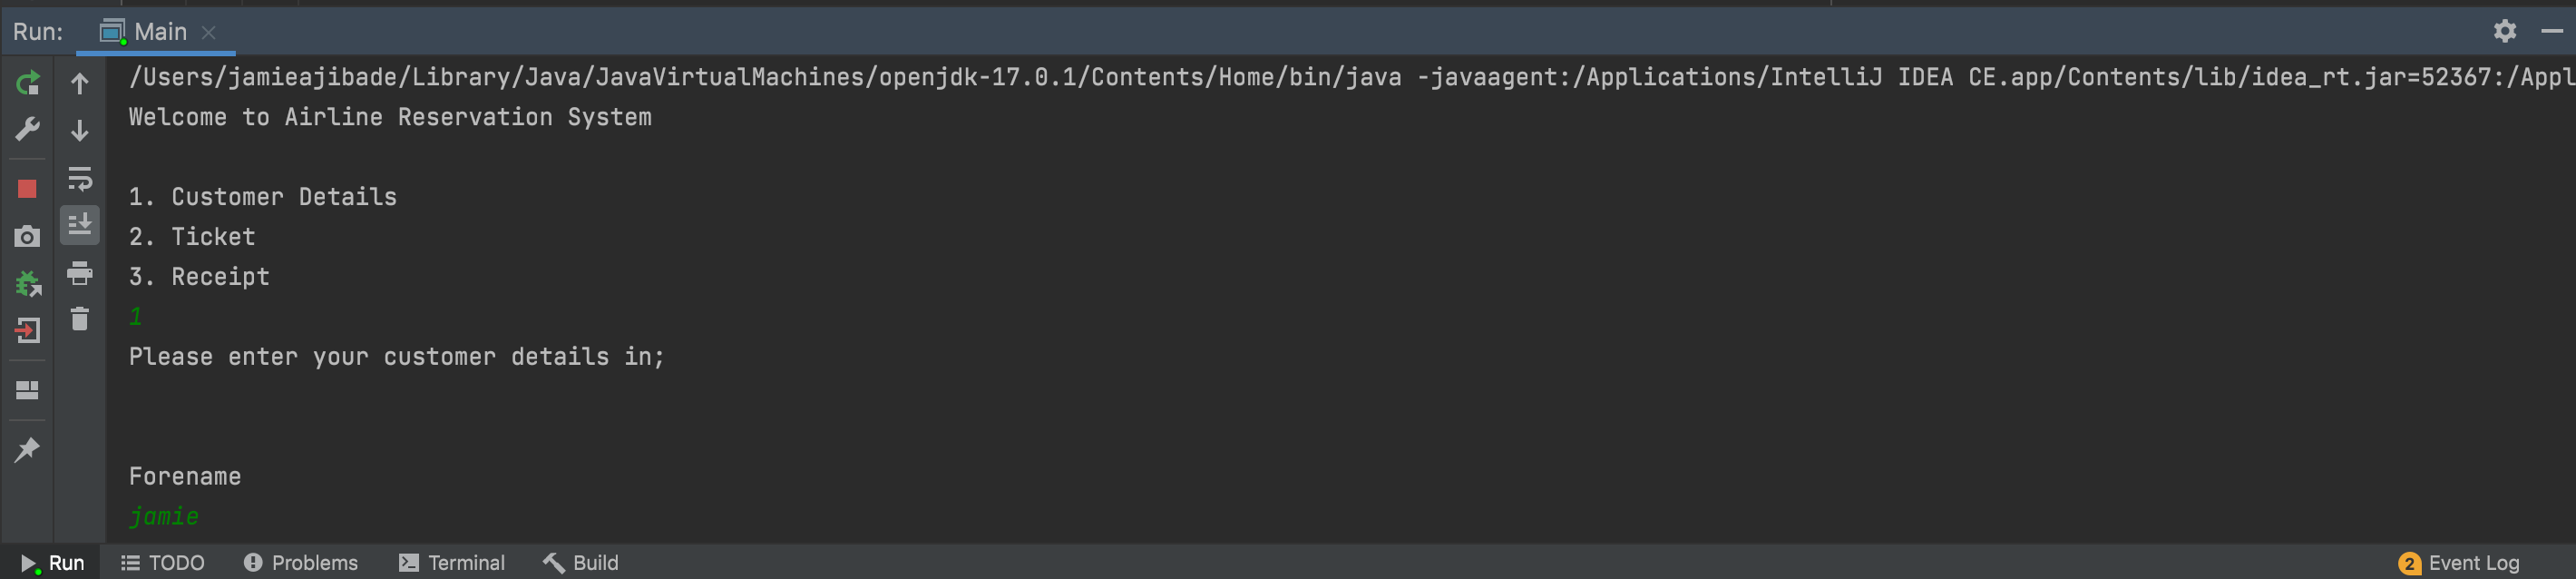 Run: Main
/Users/jamieajibade/Library/Java/JavaVirtualMachines/openjdk-17.0.1/Contents/Home/bin/java -javaagent:/Applications/IntelliJ IDEA CE.app/Contents/lib/idea_rt.jar=52367:/Appl
Welcome to Airline Reservation System
1. Customer Details
2. Ticket
3. Receipt
1
Please enter your customer details in;
Forename
jamie
Run TODO Problems Terminal Build 2 Event Log